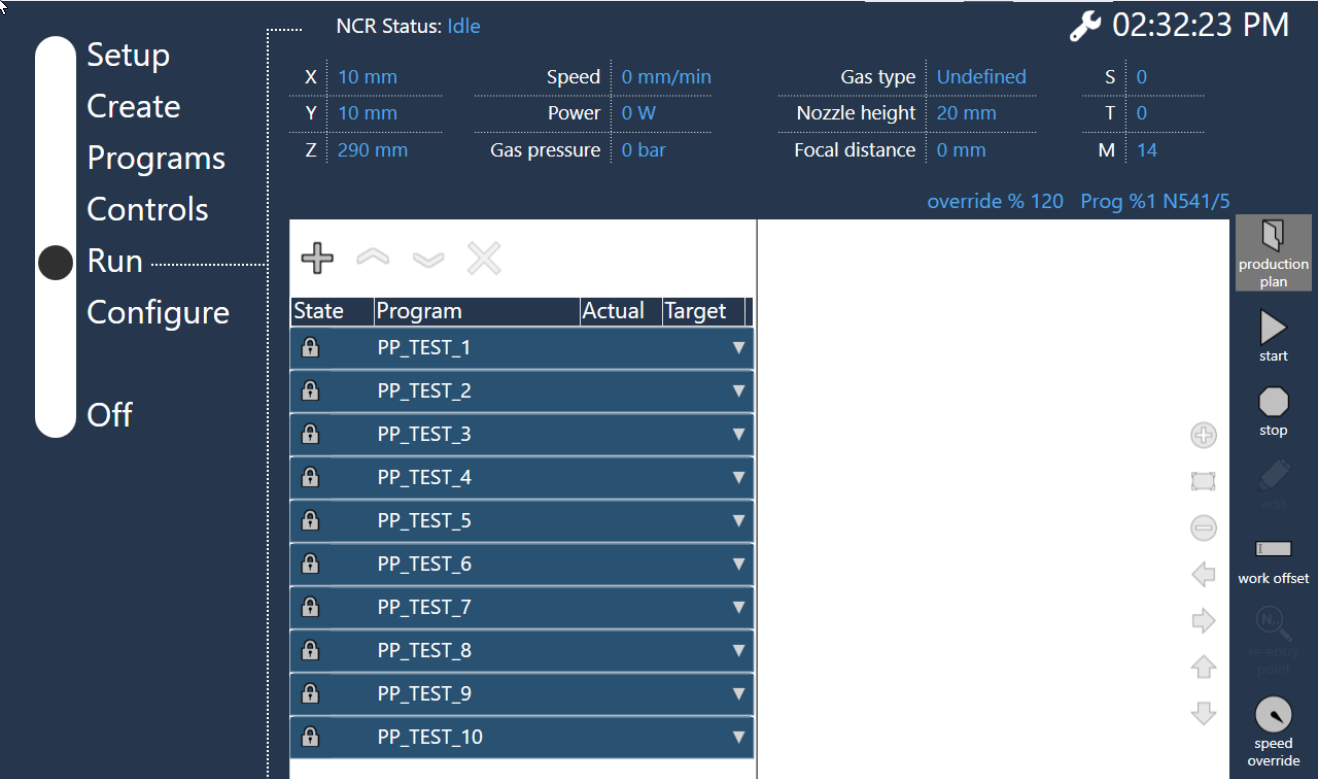 NCR Status: Idle
02:32:23 PM
Setup
Create
Programs
Controls
Run
Configure
Off
X 10 mm Speed 0 mm/min Gas type Undefined S 0
Y 10 mm Power 0 W Nozzle height 20 mm T 0
Z 290 mm Gas pressure 0 bar Focal distance 0 mm M 14
override % 120 Prog %1 N541/5
State Program Actual Target
PP_TEST_1
PP_TEST_2
PP_TEST_3
PP_TEST_4
PP_TEST_5
PP_TEST_6
PP_TEST_7
PP_TEST_8
PP_TEST_9
PP_TEST_10
production
plan
start
stop
edit
work offset
N..
re-entry
point
speed
override